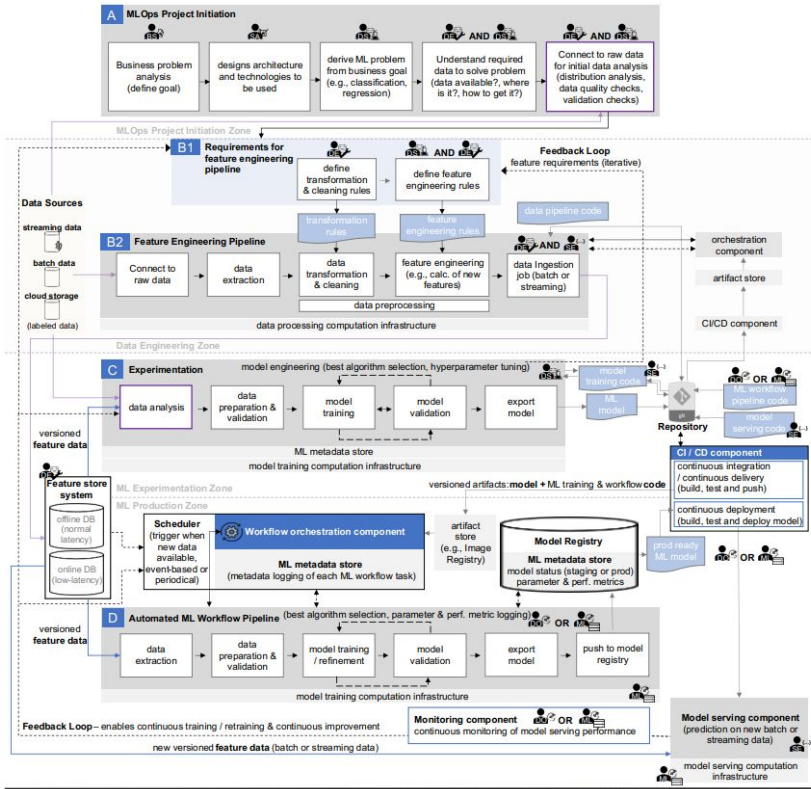 A MLOps Project Initiation
BS
SA
DS
DE AND DS
DE AND DS
Business problem
analysis
(define goal)
designs architecture
and technologies to
be used
derive ML problem
from business goal
(e.g., classification,
regression)
Understand required
data to solve problem
(data available?, where
is it?, how to get it?)
Connect to raw data
for initial data analysis
(distribution analysis,
data quality checks,
validation checks)
MLOps Project Initiation Zone
B1 Requirements for
feature engineering
pipeline
DE
DS AND DE
define
transformation
& cleaning rules
define feature
engineering rules
Feedback Loop
feature requirements (iterative)
transformation
rules
feature
engineering rules
data pipeline code
Data Sources
streaming data
batch data
cloud storage
(labeled data)
B2 Feature Engineering Pipeline
DE AND SE
Connect to
raw data
data
extraction
data
transformation
& cleaning
feature engineering
(e.g., calc. of new
features)
data Ingestion
job (batch or
streaming)
data preprocessing
data processing computation infrastructure
orchestration
component
artifact store
CI/CD component
Data Engineering Zone
C Experimentation
model engineering (best algorithm selection, hyperparameter tuning)
DS
data analysis
data
preparation &
validation
model
training
model
validation
export
model
ML metadata store
model training computation infrastructure
model
training code
SE
ML
model
Repository
DO OR ML
ML workflow
pipeline code
model
serving code
SE
versioned
feature data
CI / CD component
continuous integration
/ continuous delivery
(build, test and push)
continuous deployment
(build, test and deploy model)
versioned artifacts: model + ML training & workflow code
DE
Feature store
system
offline DB
(normal
latency)
online DB
(low-latency)
ML Experimentation Zone
ML Production Zone
Scheduler
(trigger when
new data
available,
event-based or
periodical)
Workflow orchestration component
ML metadata store
(metadata logging of each ML workflow task)
artifact
store
(e.g., Image
Registry)
Model Registry
ML metadata store
model status (staging or prod)
parameter & perf. metrics
prod ready
ML model
DO OR ML
versioned
feature data
D Automated ML Workflow Pipeline
(best algorithm selection, parameter & perf. metric logging)
DO OR ML
data
extraction
data
preparation &
validation
model training
/ refinement
model
validation
export
model
push to model
registry
model training computation infrastructure
ML
Feedback Loop – enables continuous training / retraining & continuous improvement
Monitoring component
DO OR ML
continuous monitoring of model serving performance
new versioned feature data (batch or streaming data)
Model serving component
(prediction on new batch or
streaming data)
SE
model serving computation
infrastructure
ML